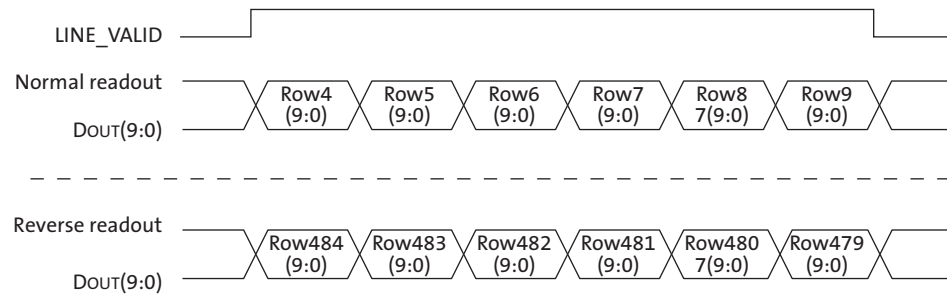 LINE_VALID
Normal readout
Row4 Row5 Row6 Row7 Row8 Row9
(9:0) (9:0) (9:0) (9:0) 7(9:0) (9:0)
DOUT(9:0)
Reverse readout
Row484 Row483 Row482 Row481 Row480 Row479
(9:0) (9:0) (9:0) (9:0) 7(9:0) (9:0)
DOUT(9:0)